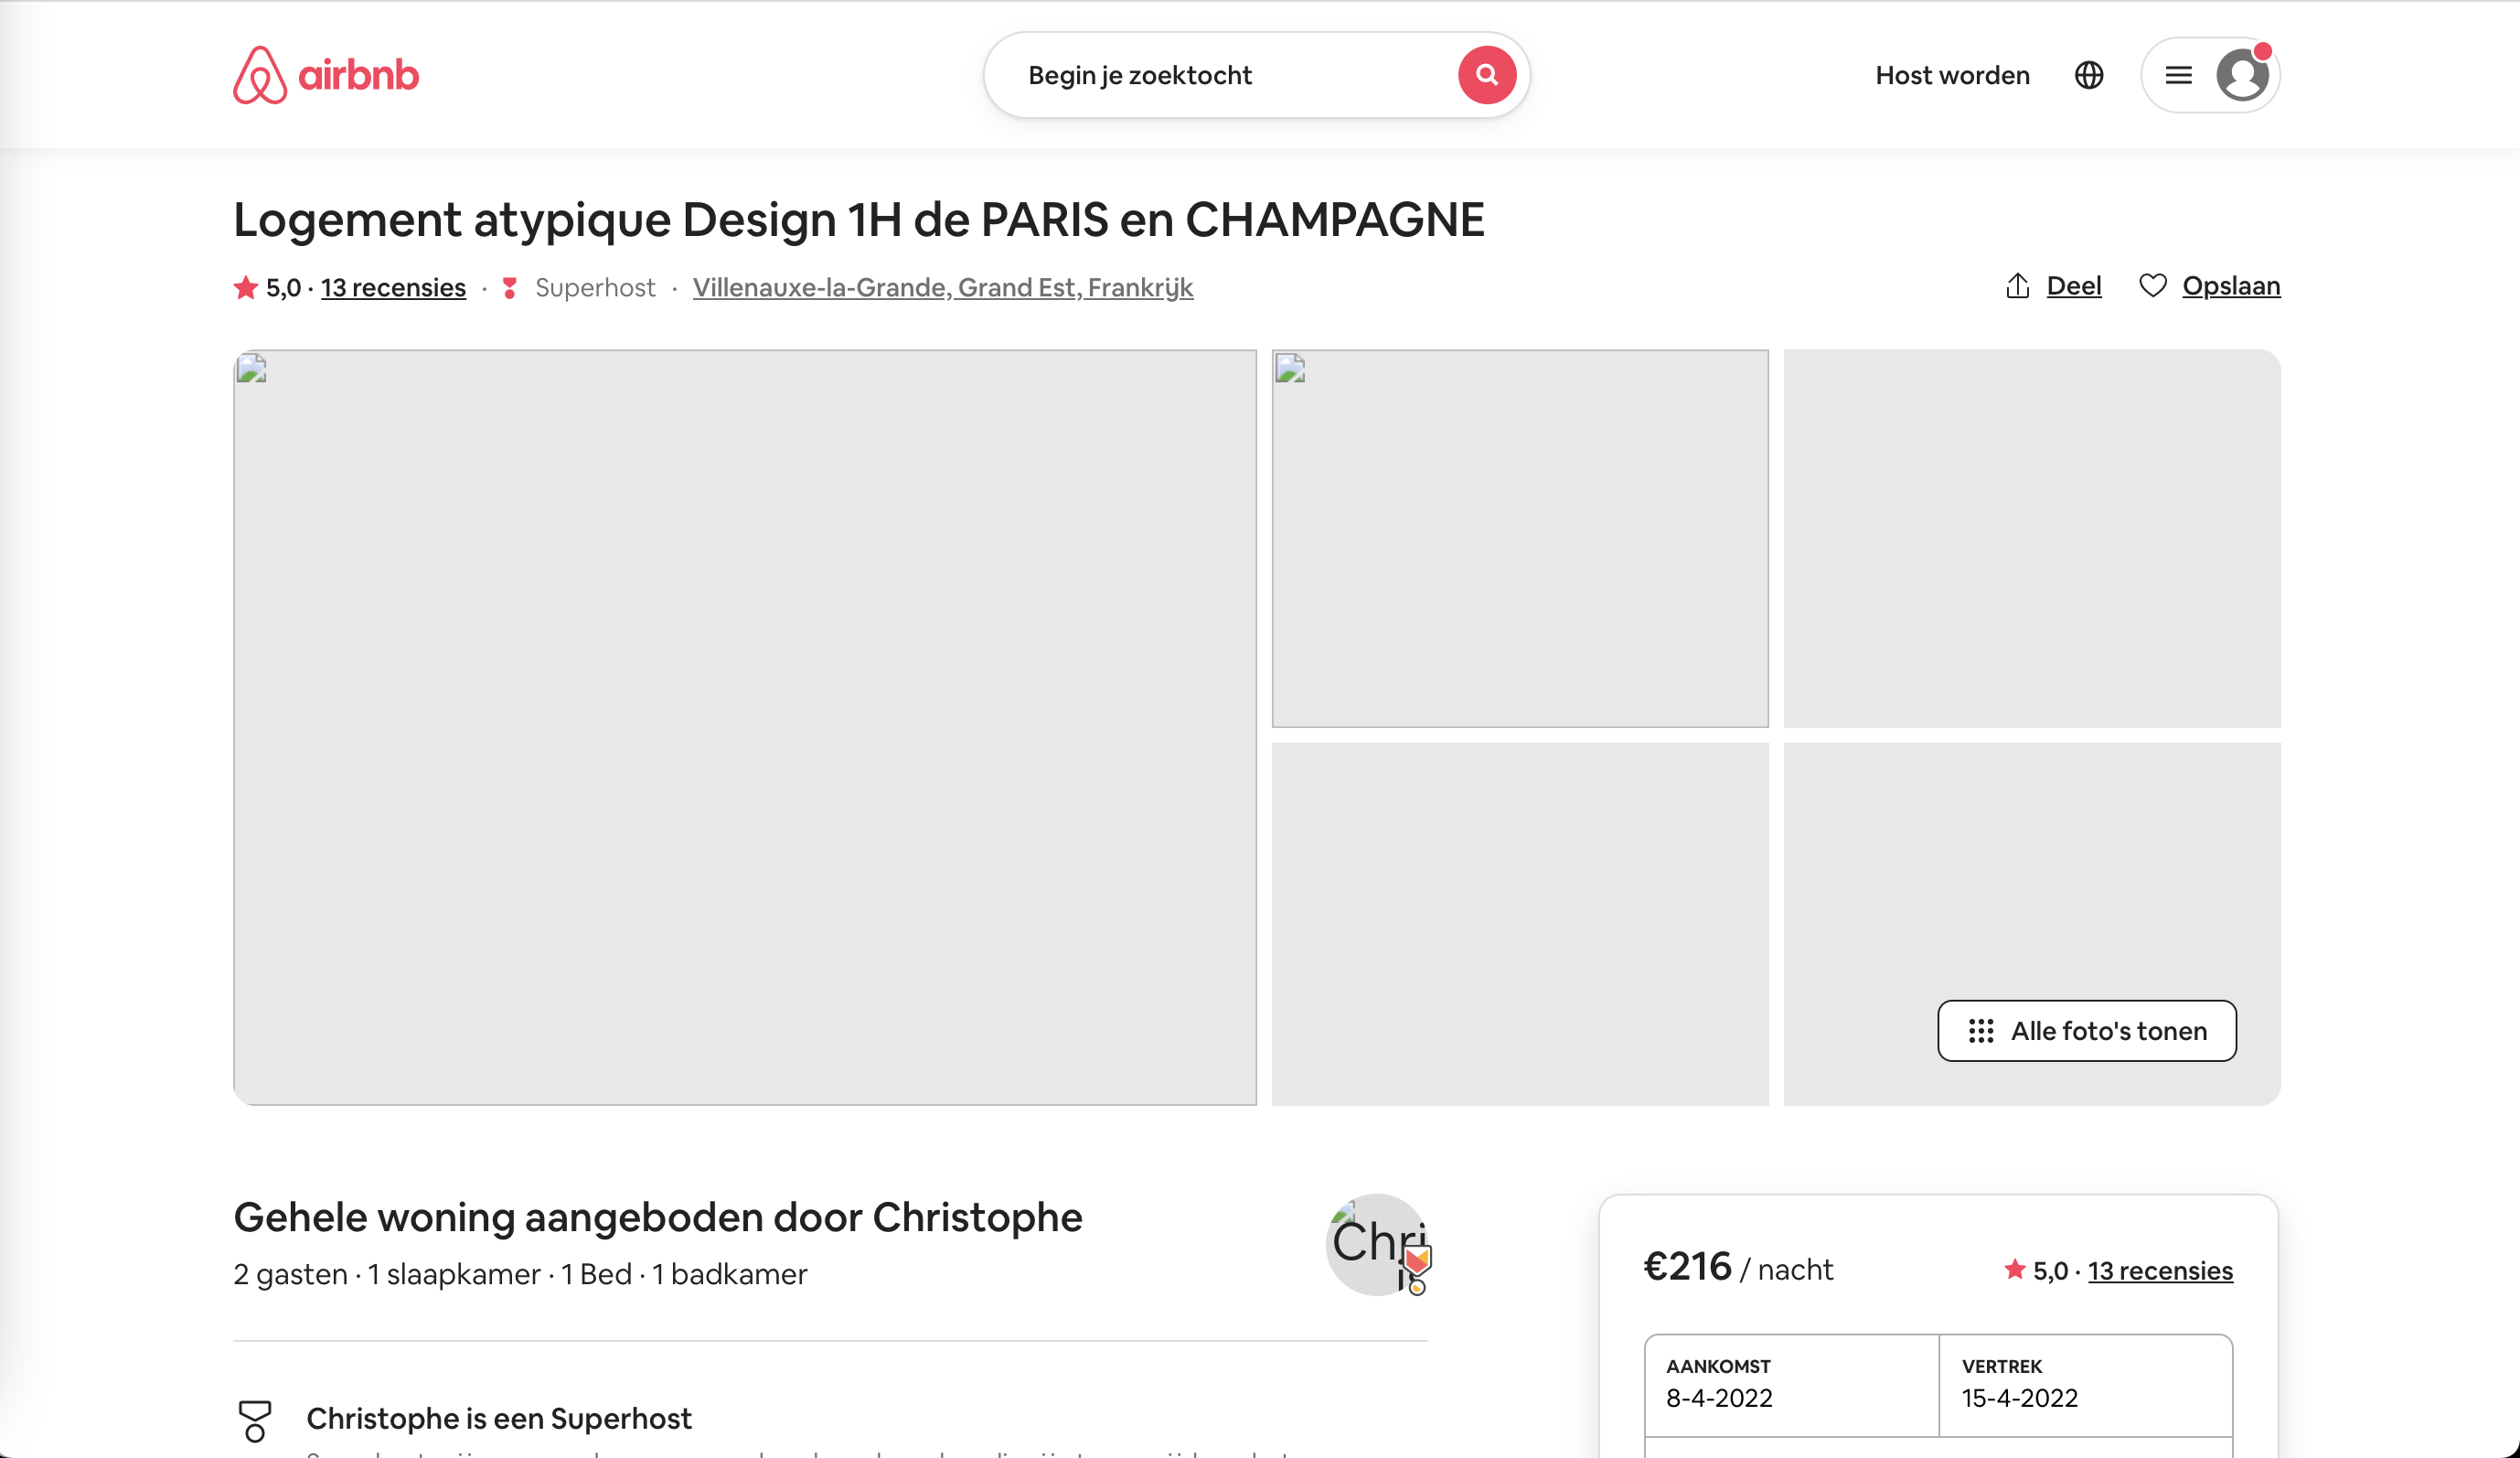 airbnb
Begin je zoektocht
Host worden
Logement atypique Design 1H de PARIS en CHAMPAGNE
5,0 · 13 recensies · Superhost · Villenauxe-la-Grande, Grand Est, Frankrijk
Deel
Opslaan
Alle foto's tonen
Gehele woning aangeboden door Christophe
2 gasten · 1 slaapkamer · 1 Bed · 1 badkamer
Chri
€216 / nacht
5,0 · 13 recensies
AANKOMST
8-4-2022
VERTREK
15-4-2022
Christophe is een Superhost